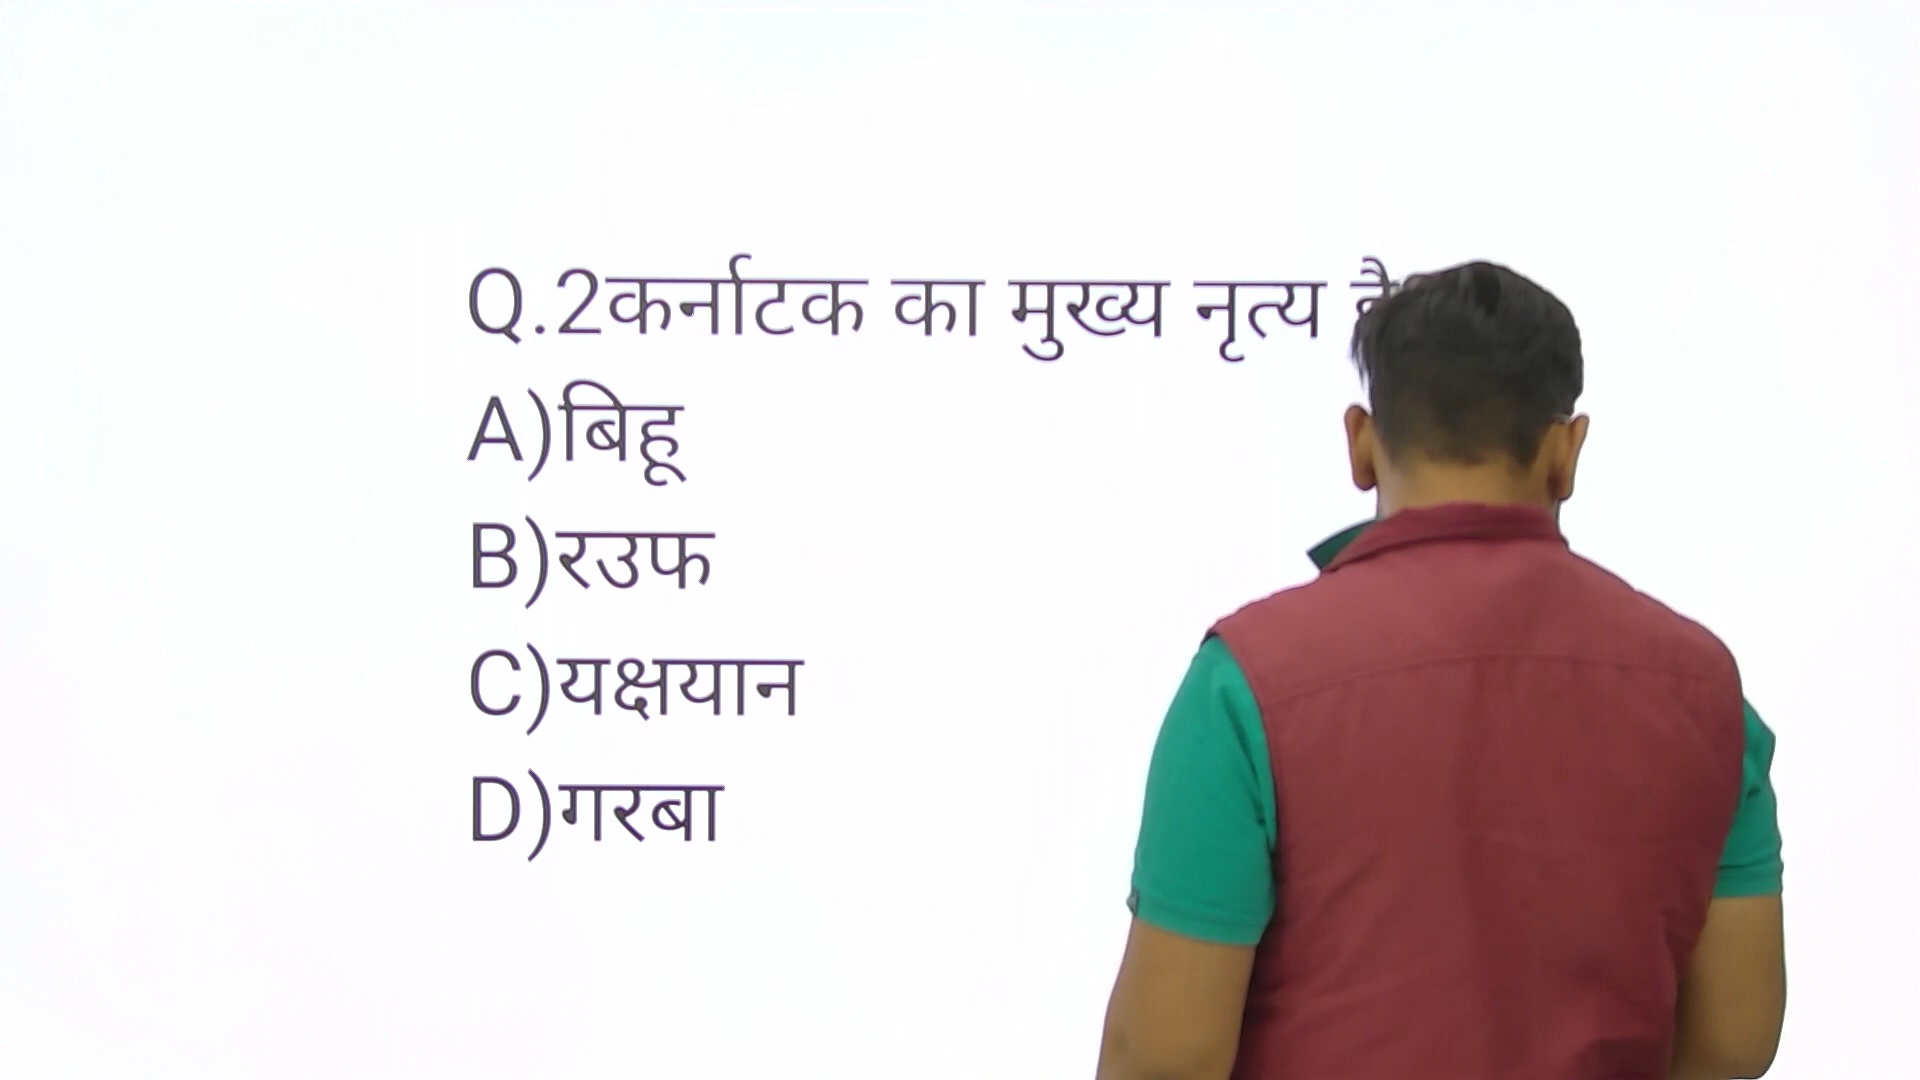 Q.2कर्नाटक का मुख्य नृत्य
A)बिहू
B)रउफ
C)यक्षयान
D)गरबा